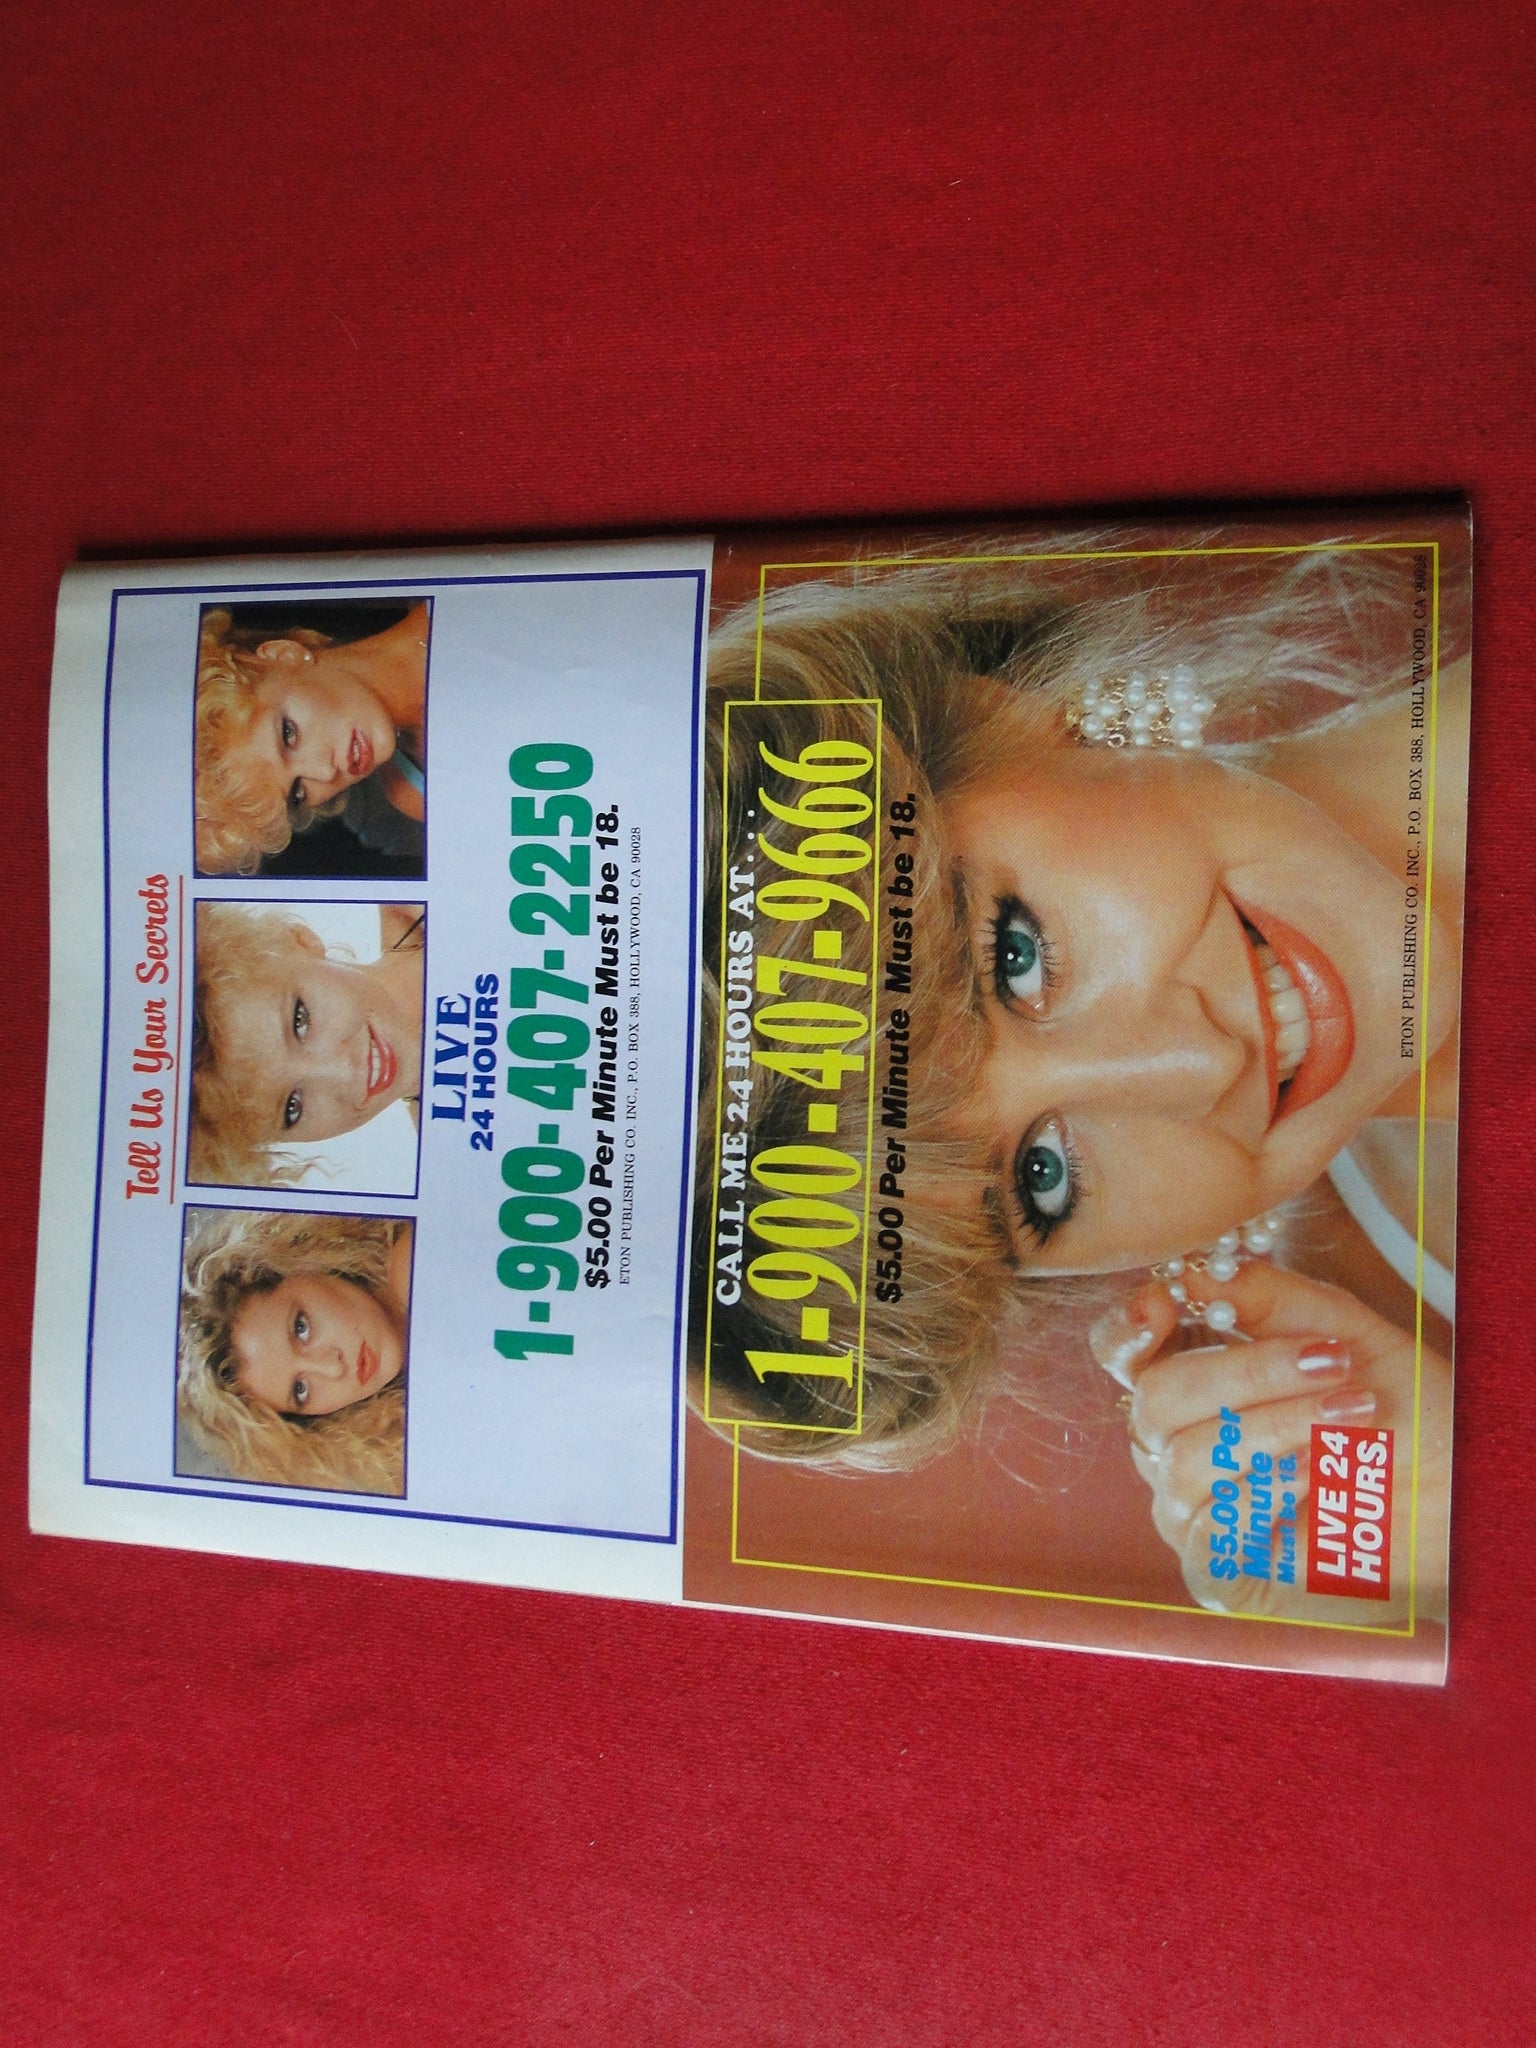 Tell Us Your Secrets
LIVE
24 HOURS
1-900-407-2250
$5.00 Per Minute Must be 18.
ETON PUBLISHING CO. INC., P.O. BOX 388, HOLLYWOOD, CA 90028
CALL ME 24 HOURS AT....
1-900-407-9666
$5.00 Per Minute Must be 18.
$5.00 Per
Minute
Must be 18.
LIVE 24
HOURS.
ETON PUBLISHING CO. INC., P.O. BOX 388, HOLLYWOOD, CA 90028